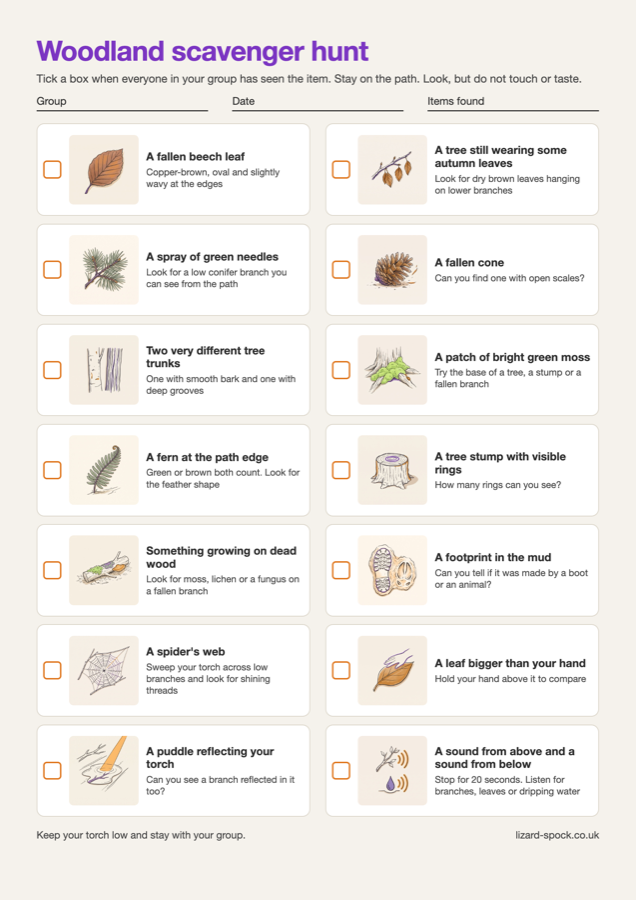 Woodland scavenger hunt
Tick a box when everyone in your group has seen the item. Stay on the path. Look, but do not touch or taste.
Group
Date
Items found
A fallen beech leaf
Copper-brown, oval and slightly
wavy at the edges
A tree still wearing some
autumn leaves
Look for dry brown leaves hanging
on lower branches
A spray of green needles
Look for a low conifer branch you
can see from the path
A fallen cone
Can you find one with open scales?
Two very different tree
trunks
One with smooth bark and one with
deep grooves
A patch of bright green moss
Try the base of a tree, a stump or a
fallen branch
A fern at the path edge
Green or brown both count. Look for
the feather shape
A tree stump with visible
rings
How many rings can you see?
Something growing on dead
wood
Look for moss, lichen or a fungus on
a fallen branch
A footprint in the mud
Can you tell if it was made by a boot
or an animal?
A spider's web
Sweep your torch across low
branches and look for shining
threads
A leaf bigger than your hand
Hold your hand above it to compare
A puddle reflecting your
torch
Can you see a branch reflected in it
too?
A sound from above and a
sound from below
Stop for 20 seconds. Listen for
branches, leaves or dripping water
Keep your torch low and stay with your group.
lizard-spock.co.uk